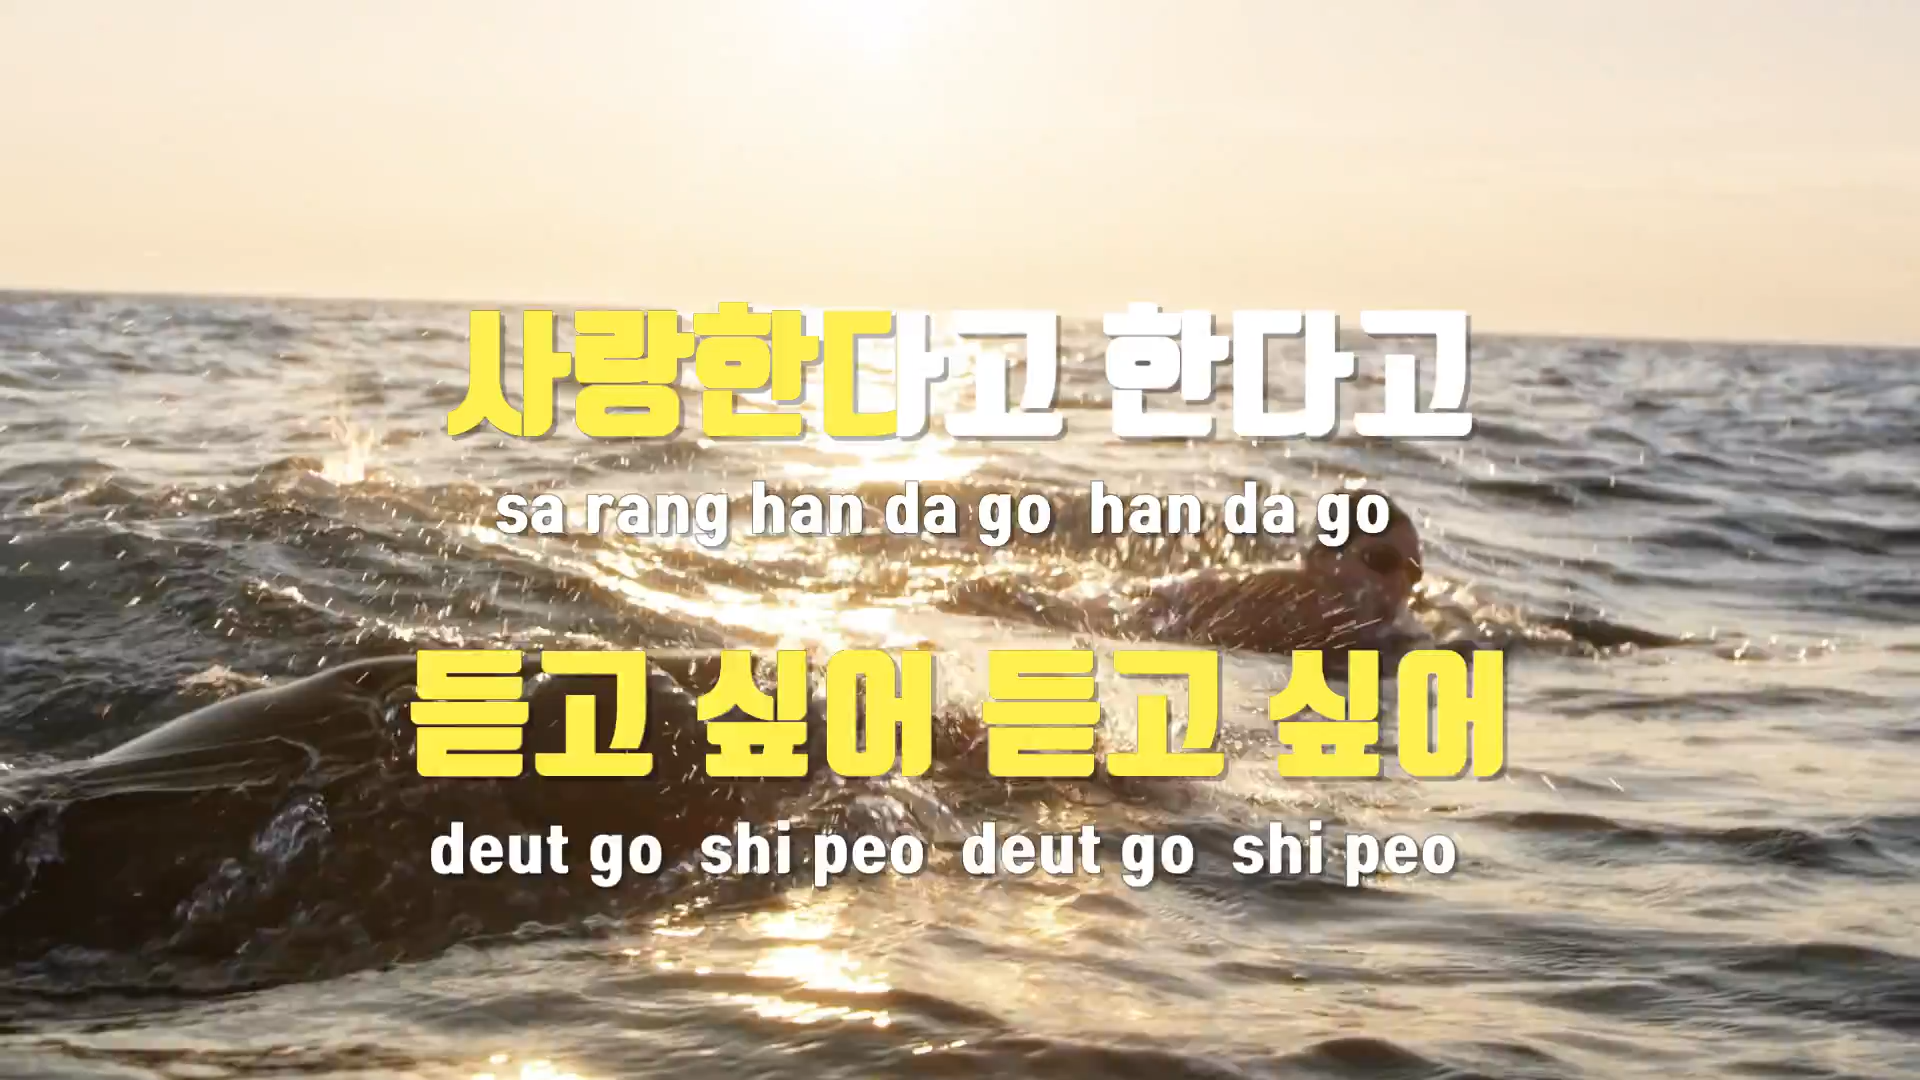 사랑한다고 한다고
sa rang han da go han da go
듣고 싶어 듣고 싶어
deut go shi peo deut go shi peo